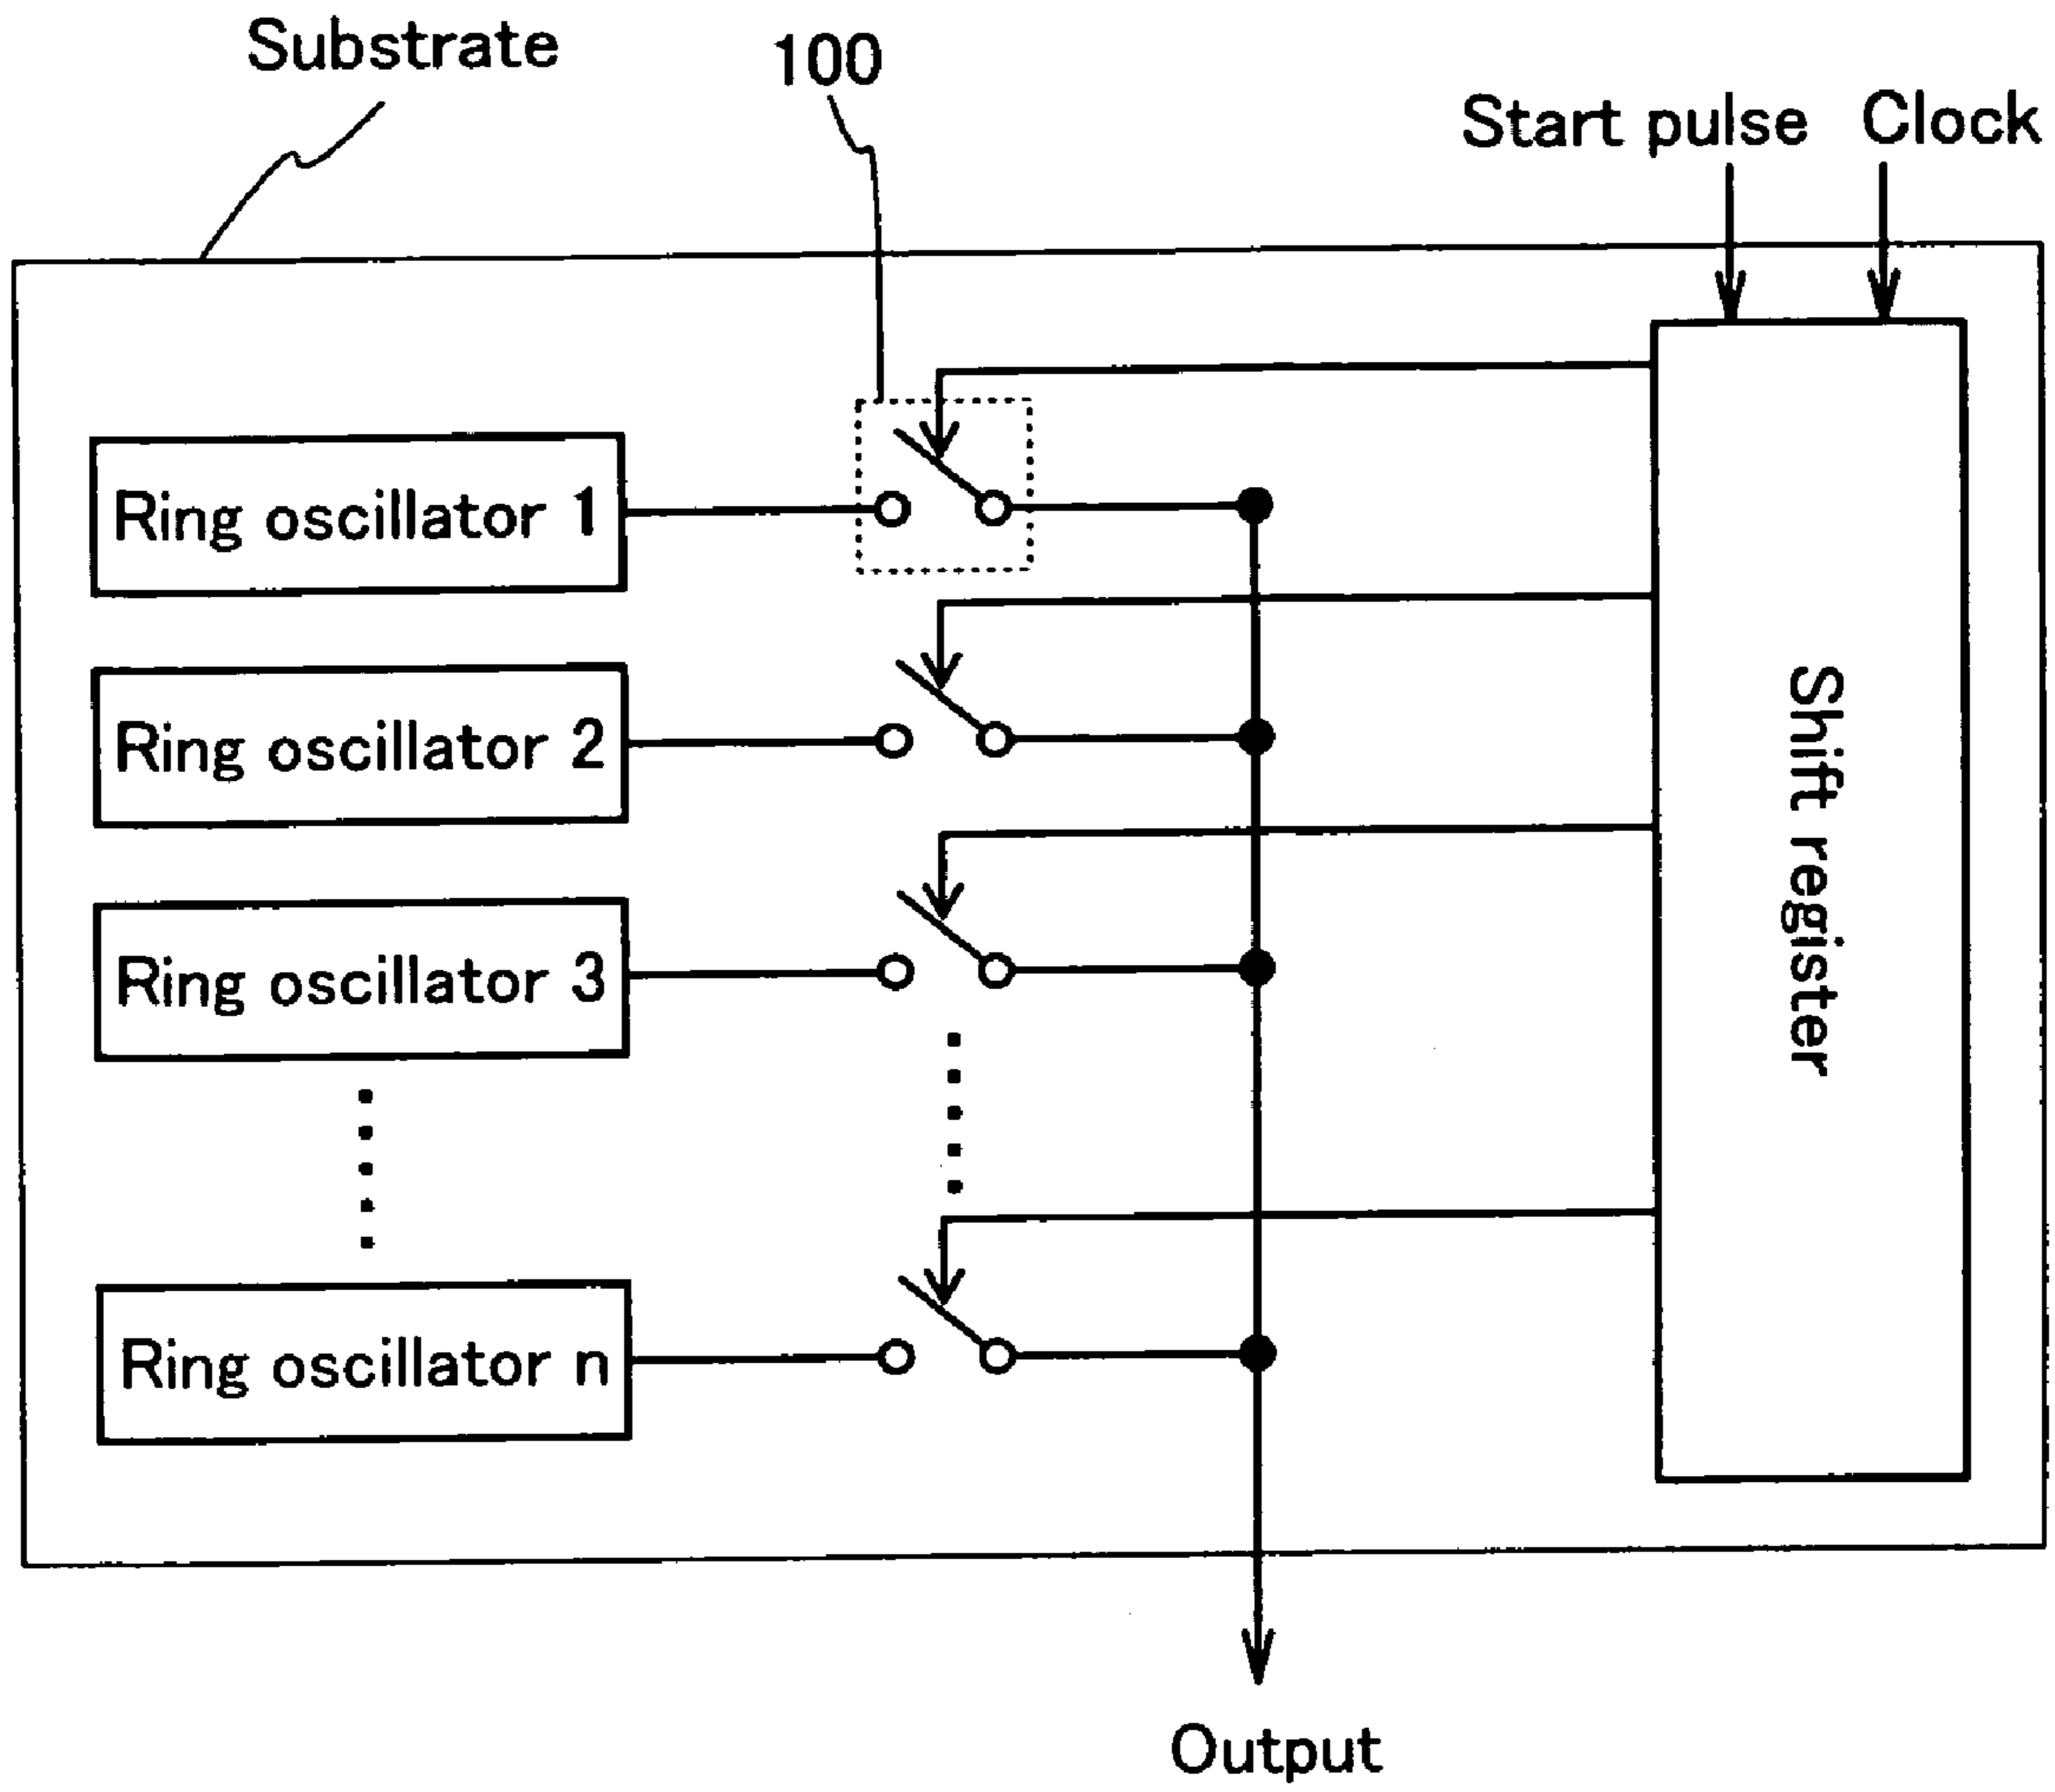 Substrate
100
Start pulse
Clock
Ring oscillator 1
Ring oscillator 2
Ring oscillator 3
Ring oscillator n
Shift register
Output